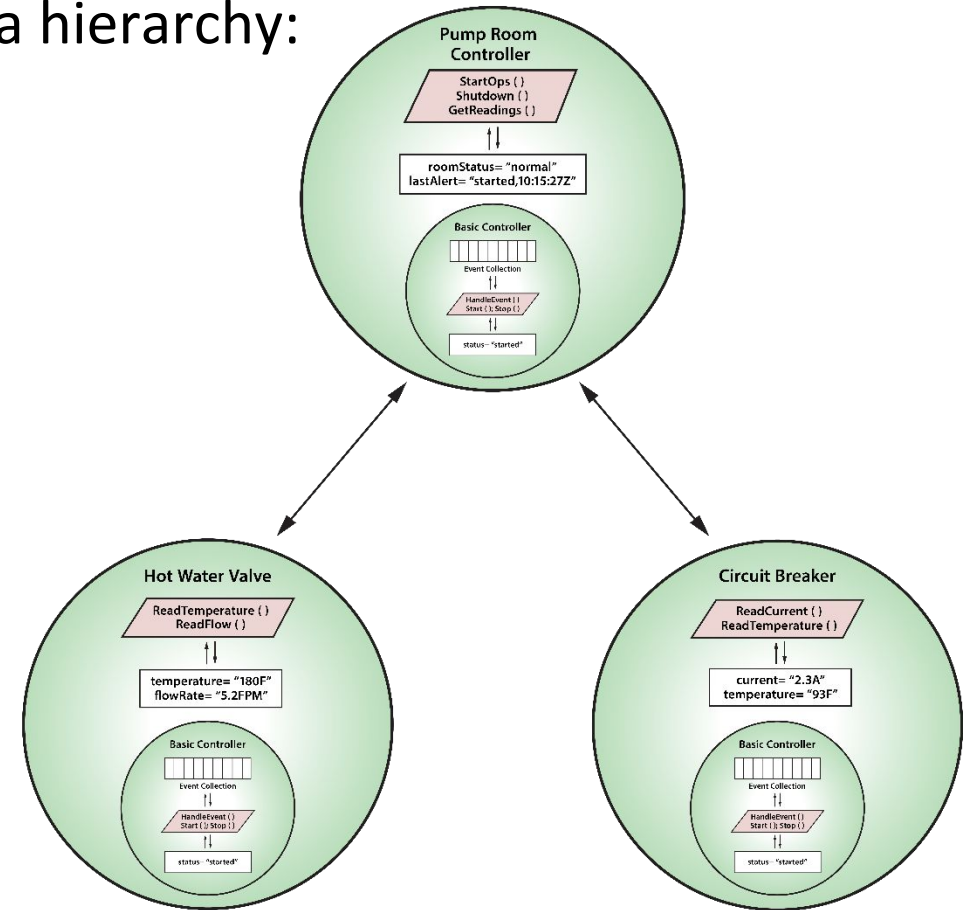 a hierarchy:
Pump Room
Controller
StartOps ( )
Shutdown ( )
GetReadings ( )
roomStatus= “normal”
lastAlert= “started,10:15:27Z”
Basic Controller
Event Collection
HandleEvent ( )
Start ( ); Stop ( )
status= “started”
Hot Water Valve
ReadTemperature ( )
ReadFlow ( )
temperature= “180F”
flowRate= “5.2FPM”
Basic Controller
Event Collection
HandleEvent ( )
Start ( ); Stop ( )
status= “started”
Circuit Breaker
ReadCurrent ( )
ReadTemperature ( )
current= “2.3A”
temperature= “93F”
Basic Controller
Event Collection
HandleEvent ( )
Start ( ); Stop ( )
status= “started”